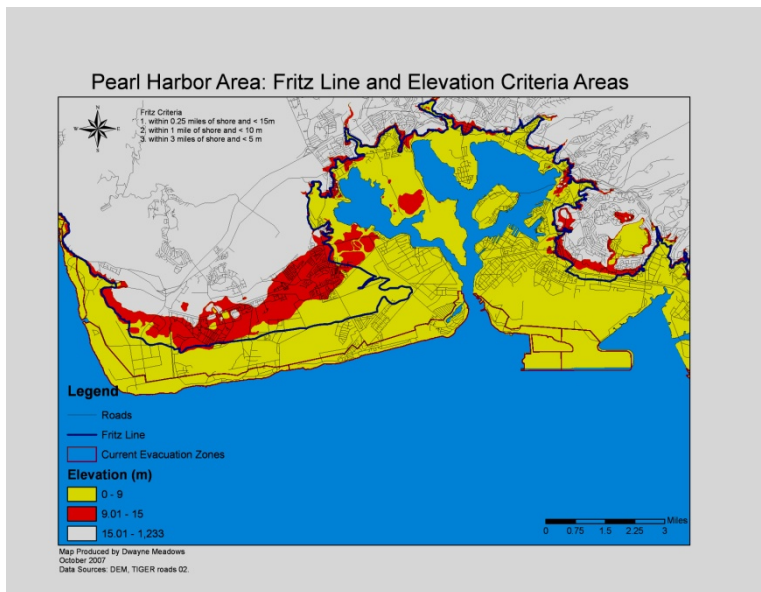 Pearl Harbor Area: Fritz Line and Elevation Criteria Areas
N
W
E
S
Fritz Criteria
1. within 0.25 miles of shore and < 15m
2. within 1 mile of shore and < 10 m
3. within 3 miles of shore and < 5 m
Legend
Roads
Fritz Line
Current Evacuation Zones
Elevation (m)
0 - 9
9.01 - 15
15.01 - 1,233
Miles
0 0.75 1.5 2.25 3
Map Produced by Dwayne Meadows
October 2007
Data Sources: DEM, TIGER roads 02.